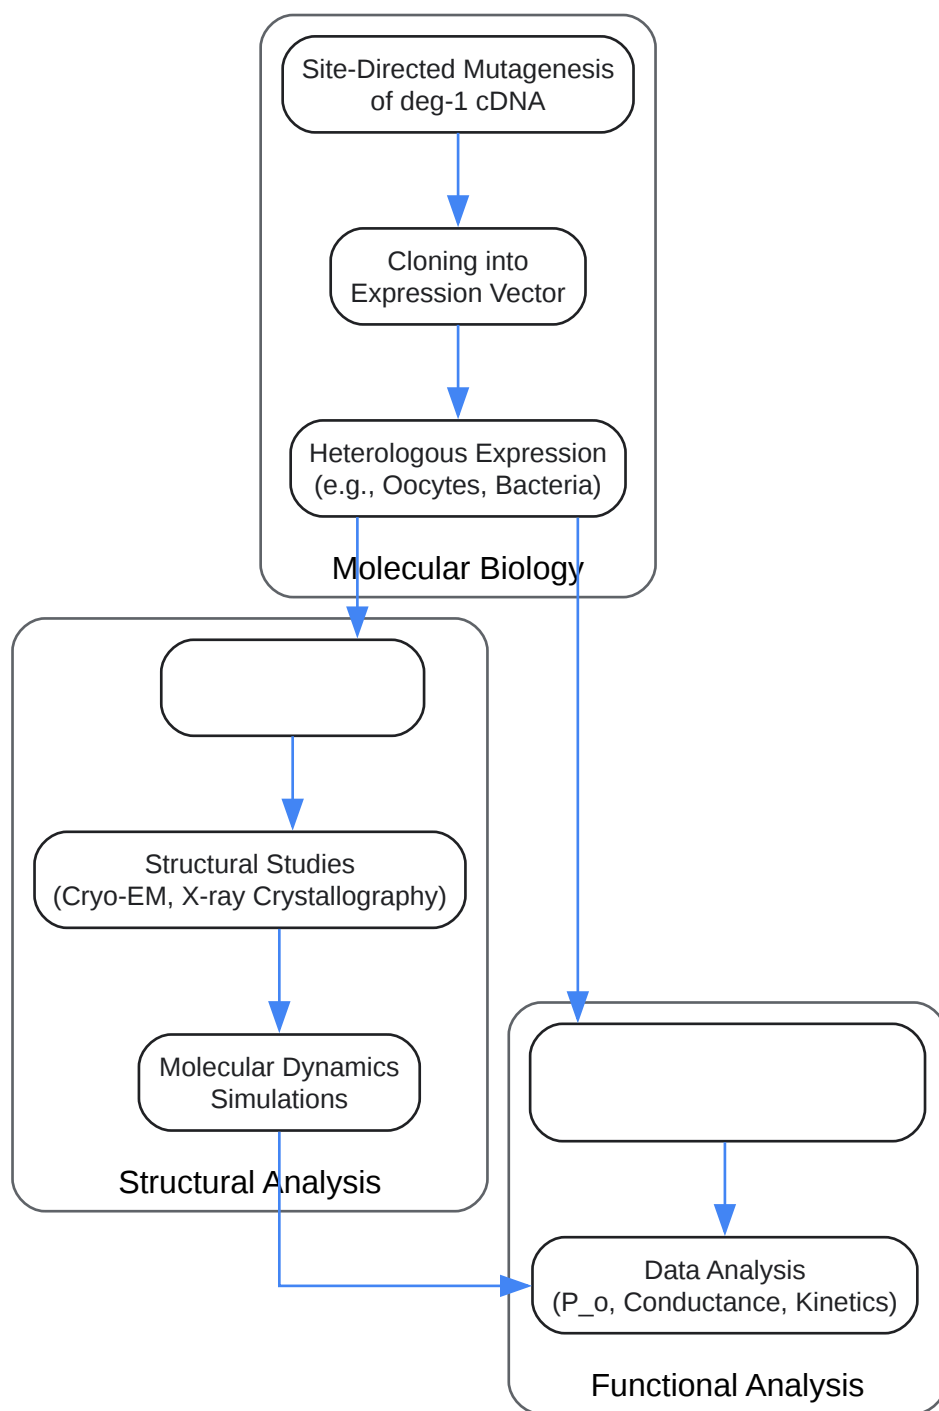 Site-Directed Mutagenesis
of deg-1 cDNA
Cloning into
Expression Vector
Heterologous Expression
(e.g., Oocytes, Bacteria)
Molecular Biology
Structural Studies
(Cryo-EM, X-ray Crystallography)
Molecular Dynamics
Simulations
Structural Analysis
Data Analysis
(P_o, Conductance, Kinetics)
Functional Analysis